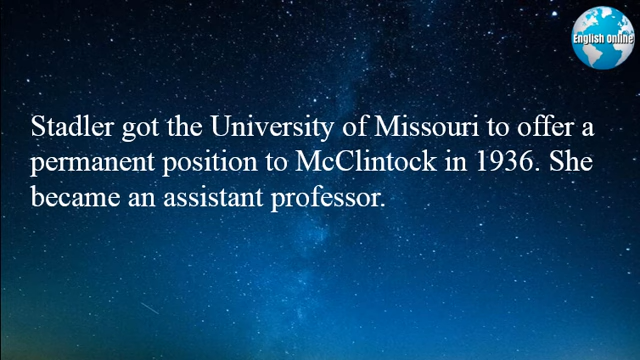 English Online
Stadler got the University of Missouri to offer a
permanent position to McClintock in 1936. She
became an assistant professor.